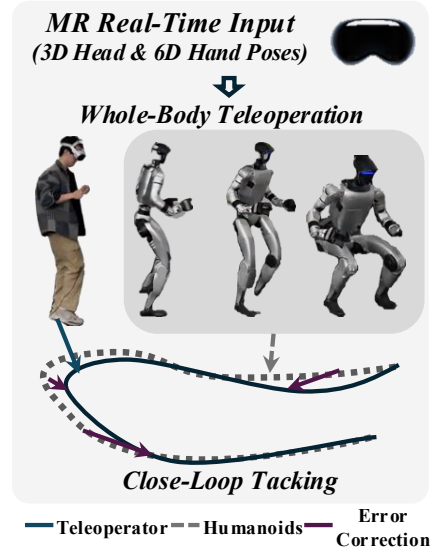 MR Real-Time Input
(3D Head & 6D Hand Poses)
Whole-Body Teleoperation
Close-Loop Tacking
Teleoperator
Humanoids
Error
Correction